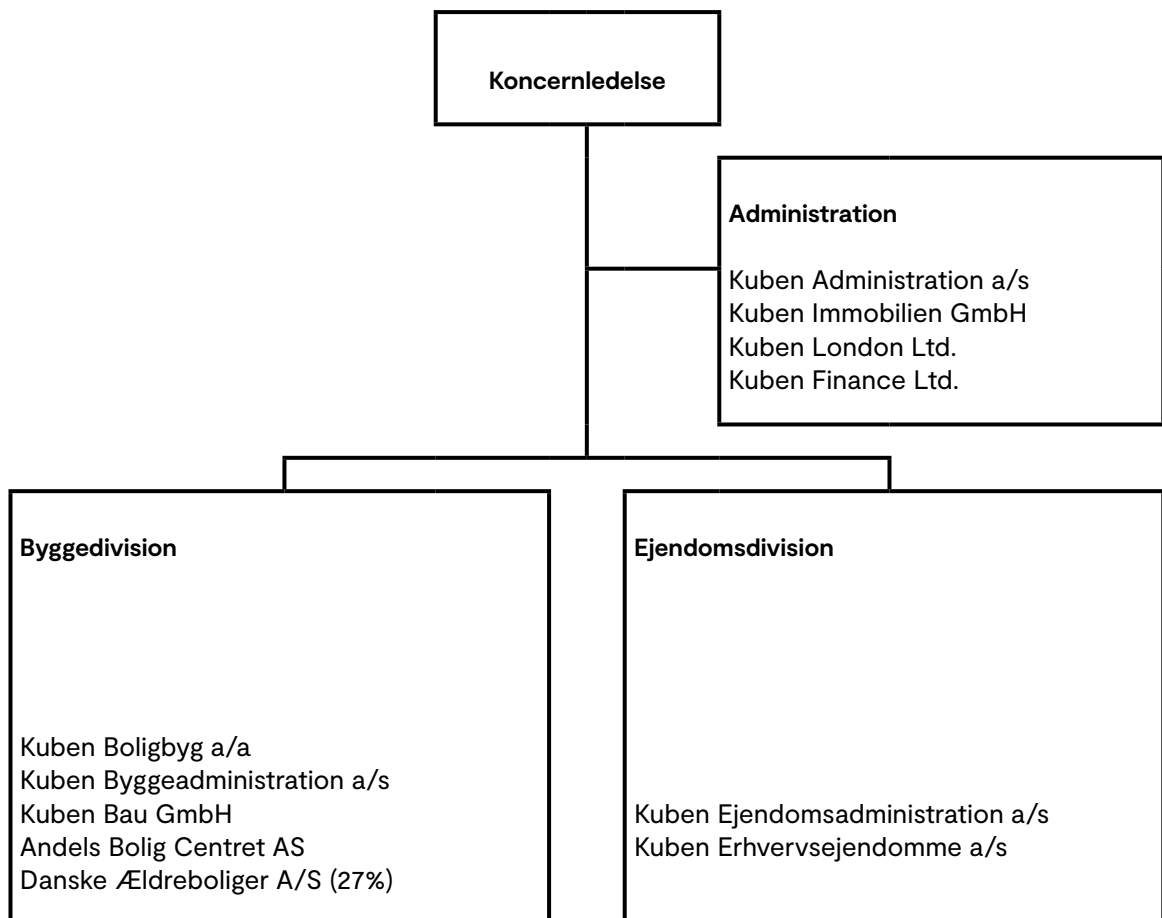 Koncernledelse
Administration
Kuben Administration a/s
Kuben Immobilien GmbH
Kuben London Ltd.
Kuben Finance Ltd.
Byggedivision
Kuben Boligbyg a/a
Kuben Byggeadministration a/s
Kuben Bau GmbH
Andels Bolig Centret AS
Danske Ældreboliger A/S (27%)
Ejendomsdivision
Kuben Ejendomsadministration a/s
Kuben Erhvervsejendomme a/s